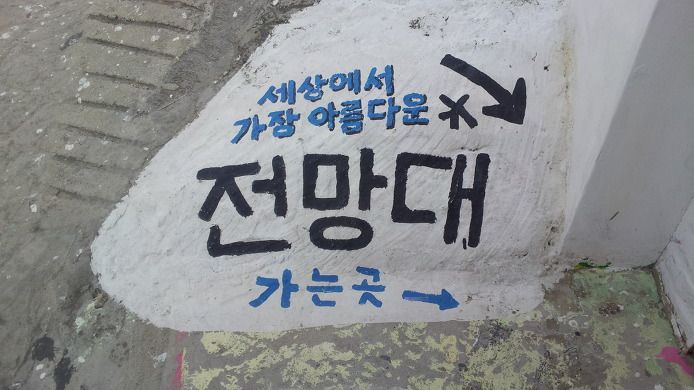 세상에서
가장 아름다운
전망대
가는곳